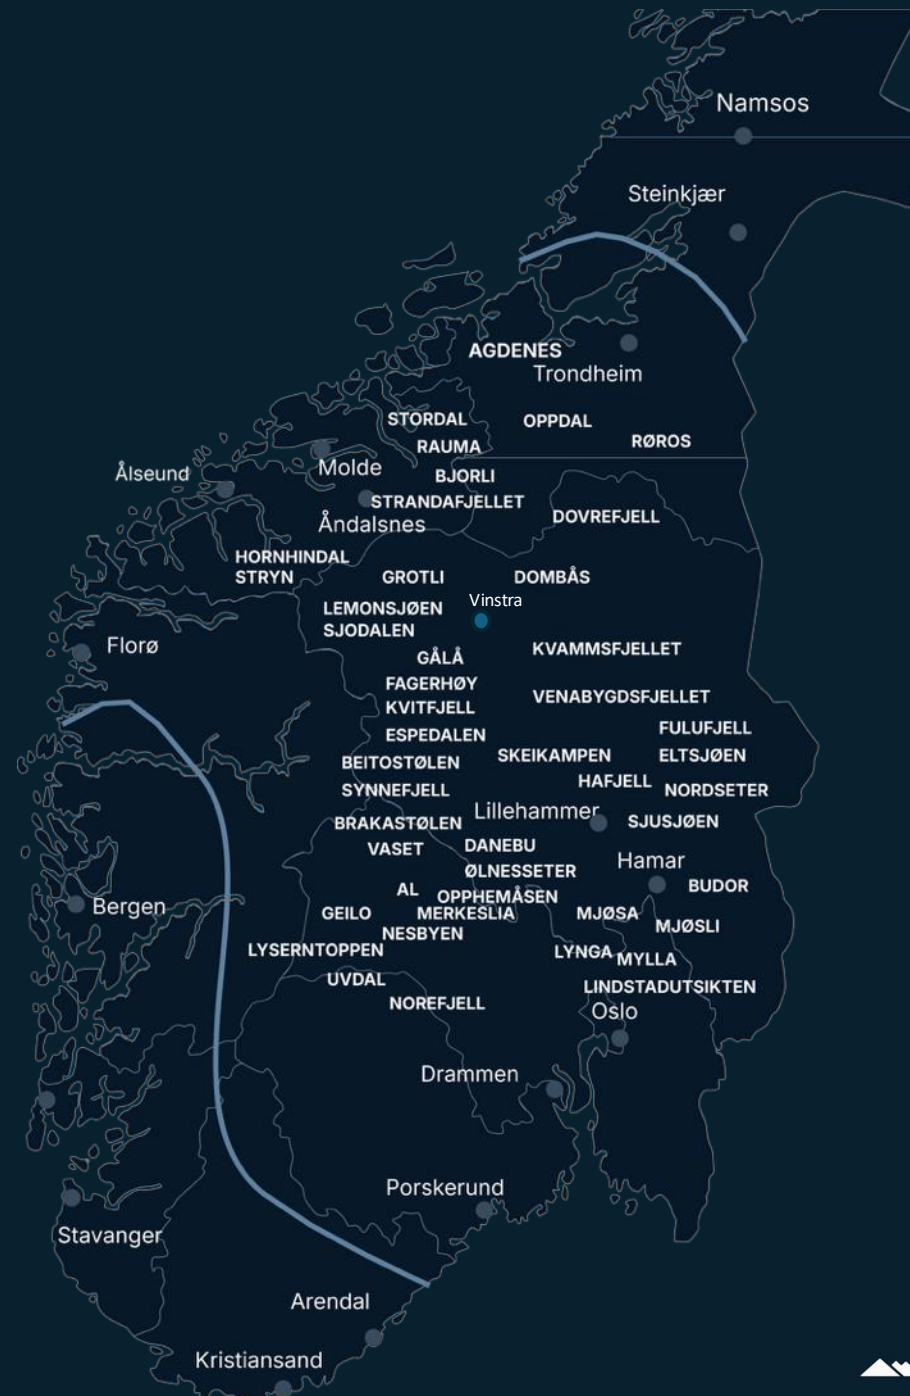 Namsos
Steinkjær
AGDENES
Trondheim
STORDAL
OPPDAL
RAUMA
RØROS
Molde
Ålseund
BJORLI
STRANDAFJELLET
Åndalsnes
DOVREFJELL
HORNHINDAL
STRYN
GROTLI
DOMBÅS
Vinstra
LEMONSJØEN
SJODALEN
Florø
GÅLÅ
KVAMMSFJELLET
FAGERHØY
KVITFJELL
VENABYGDSFJELLET
ESPEDALEN
FULUFJELL
BEITOSTØLEN
SKEIKAMPEN
ELTSJØEN
SYNNEFJELL
HAFJELL
NORDSETER
Lillehammer
BRAKASTØLEN
SJUSJØEN
VASET
DANEBU
Hamar
ØLNESSETER
AL
OPPHEMÅSEN
BUDOR
Bergen
GEILO
MERKESLIA
MJØSA
NESBYEN
MJØSLI
LYSERNTOPPEN
LYNGA
MYLLA
UVDAL
LINDSTADUTSIKTEN
NOREFJELL
Oslo
Drammen
Porskerund
Stavanger
Arendal
Kristiansand